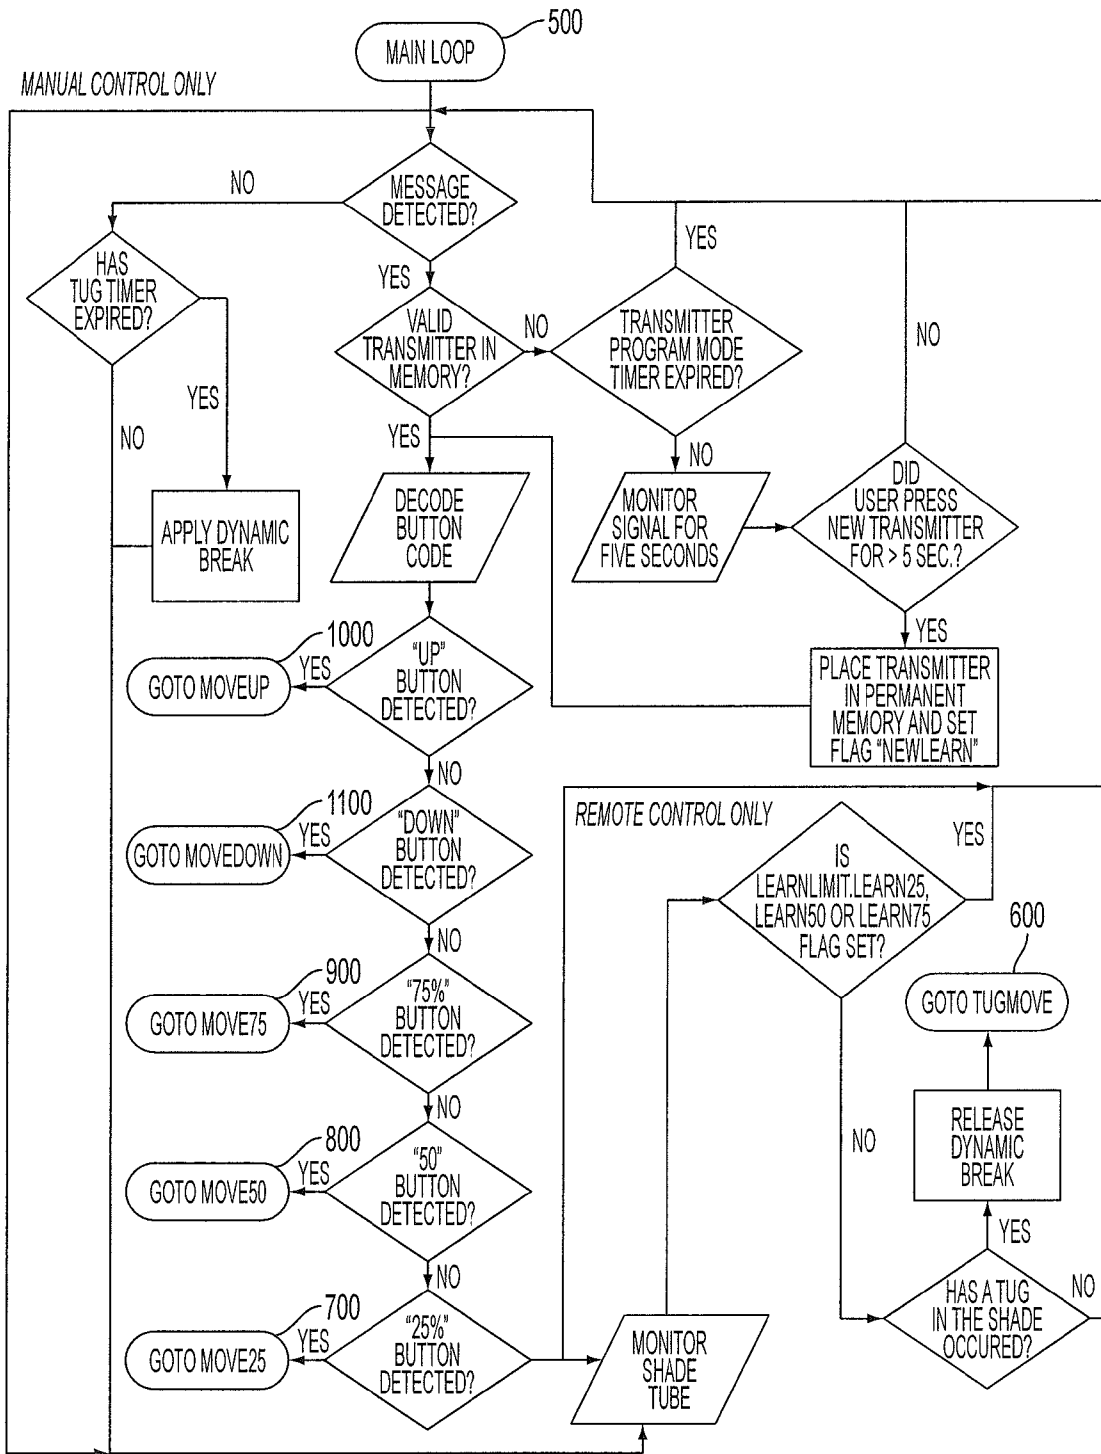 500
MAIN LOOP
MANUAL CONTROL ONLY
NO
MESSAGE
DETECTED?
YES
HAS
TUG TIMER
EXPIRED?
YES
NO
APPLY DYNAMIC
BREAK
YES
VALID
TRANSMITTER IN
MEMORY?
NO
TRANSMITTER
PROGRAM MODE
TIMER EXPIRED?
NO
NO
YES
DECODE
BUTTON
CODE
MONITOR
SIGNAL FOR
FIVE SECONDS
DID
USER PRESS
NEW TRANSMITTER
FOR > 5 SEC.?
YES
PLACE TRANSMITTER
IN PERMANENT
MEMORY AND SET
FLAG “NEWLEARN”
1000
GOTO MOVEUP
YES
“UP”
BUTTON
DETECTED?
NO
1100
GOTO MOVEDOWN
YES
“DOWN”
BUTTON
DETECTED?
NO
REMOTE CONTROL ONLY
IS
LEARNLIMIT.LEARN25,
LEARN50 OR LEARN75
FLAG SET?
YES
NO
600
GOTO TUGMOVE
900
GOTO MOVE75
YES
“75%”
BUTTON
DETECTED?
NO
RELEASE
DYNAMIC
BREAK
YES
800
GOTO MOVE50
YES
“50”
BUTTON
DETECTED?
NO
HAS A TUG
IN THE SHADE
OCCURED?
NO
700
GOTO MOVE25
YES
“25%”
BUTTON
DETECTED?
MONITOR
SHADE
TUBE